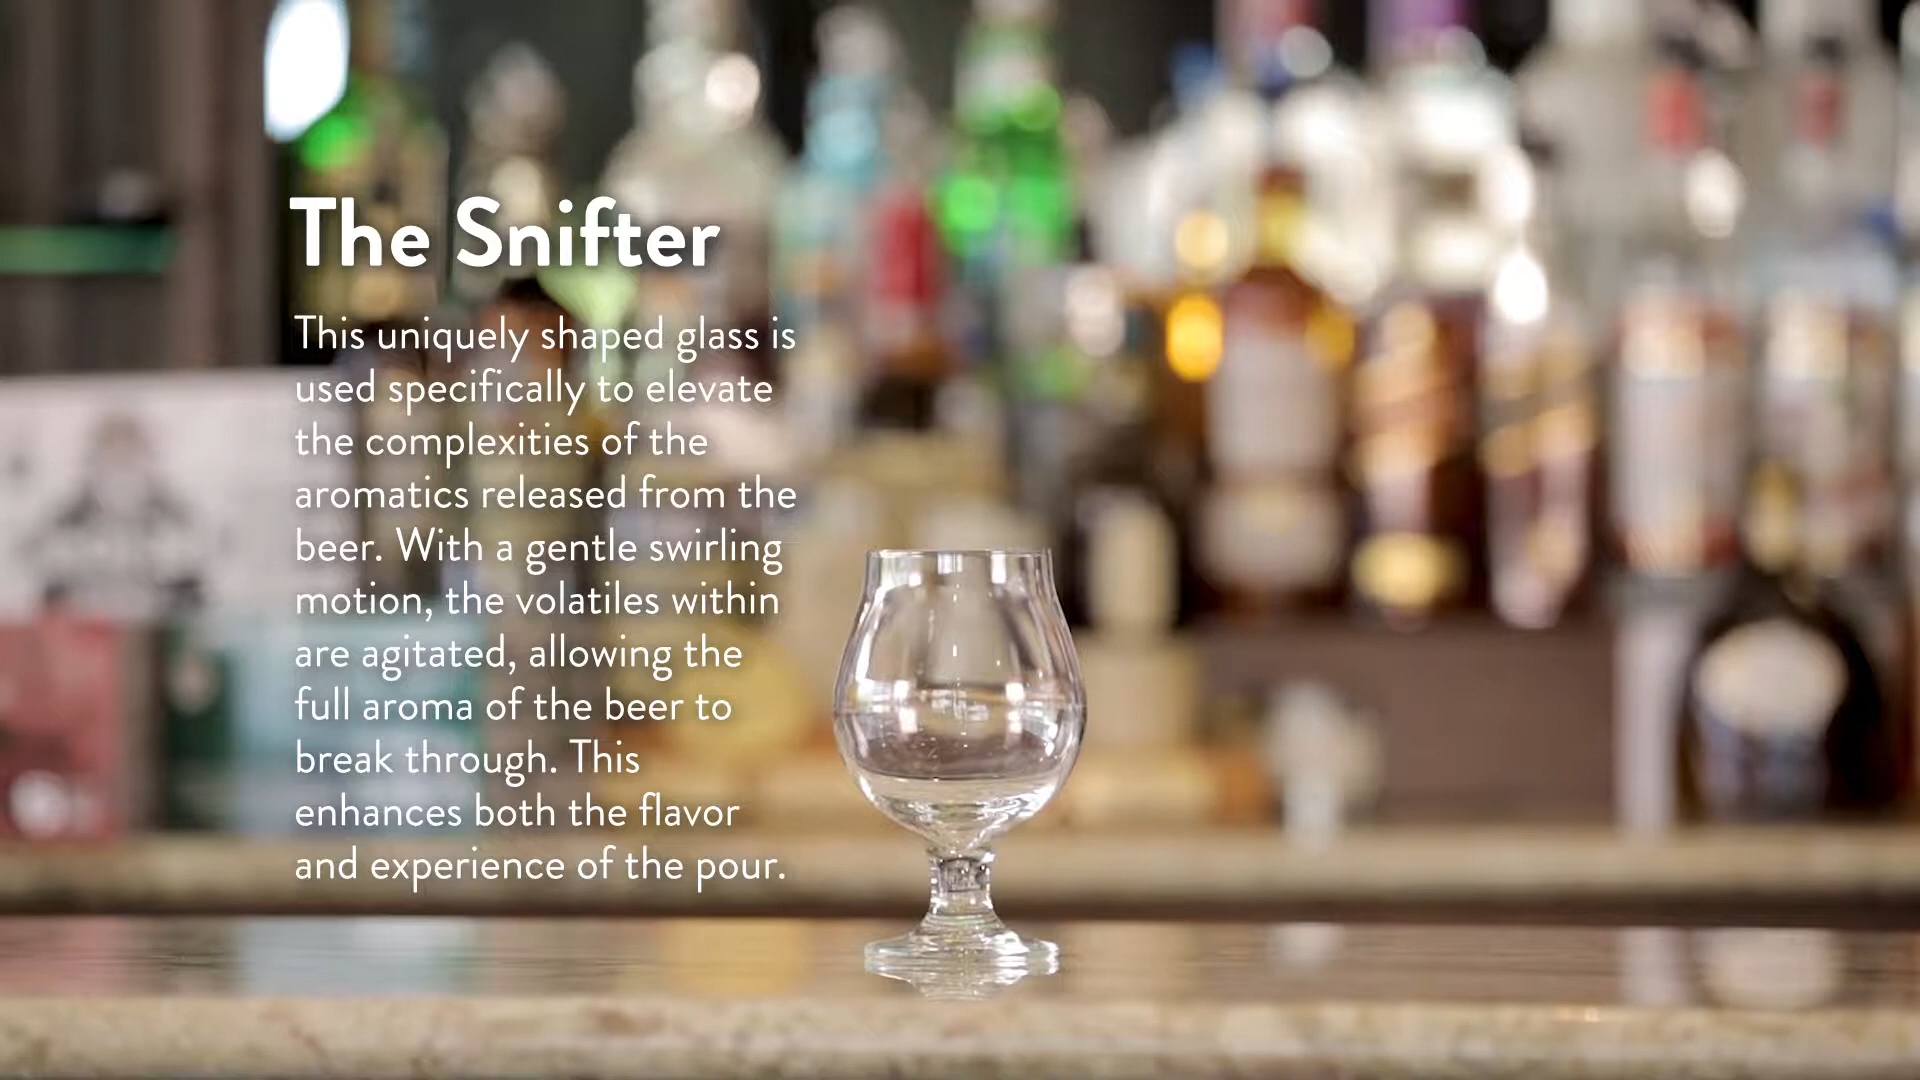 The Snifter
This uniquely shaped glass is
used specifically to elevate
the complexities of the
aromatics released from the
beer. With a gentle swirling
motion, the volatiles within
are agitated, allowing the
full aroma of the beer to
break through. This
enhances both the flavor
and experience of the pour.